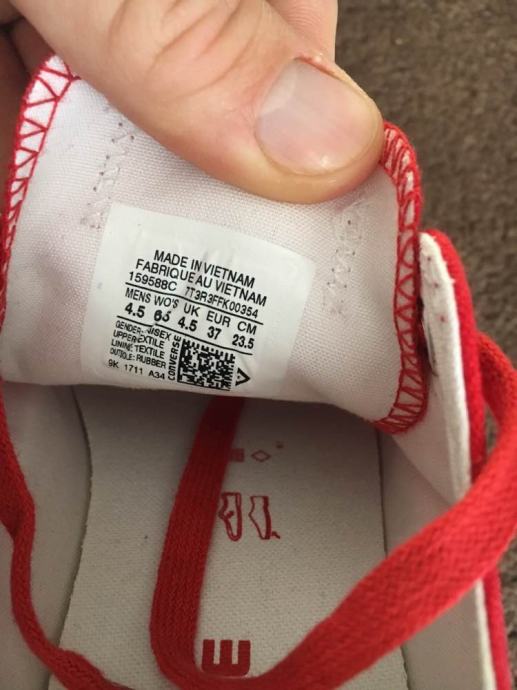 MADE IN VIETNAM
FABRIQUE AU VIETNAM
159588C 7T3R3FFK00354
MENS WO'S UK EUR CM
4.5 6.5 4.5 37 23.5
GENDER: UNISEX
UPPER: TEXTILE
LINING: TEXTILE
OUTSOLE: RUBBER
9K 1711 A34
CONVERSE
E